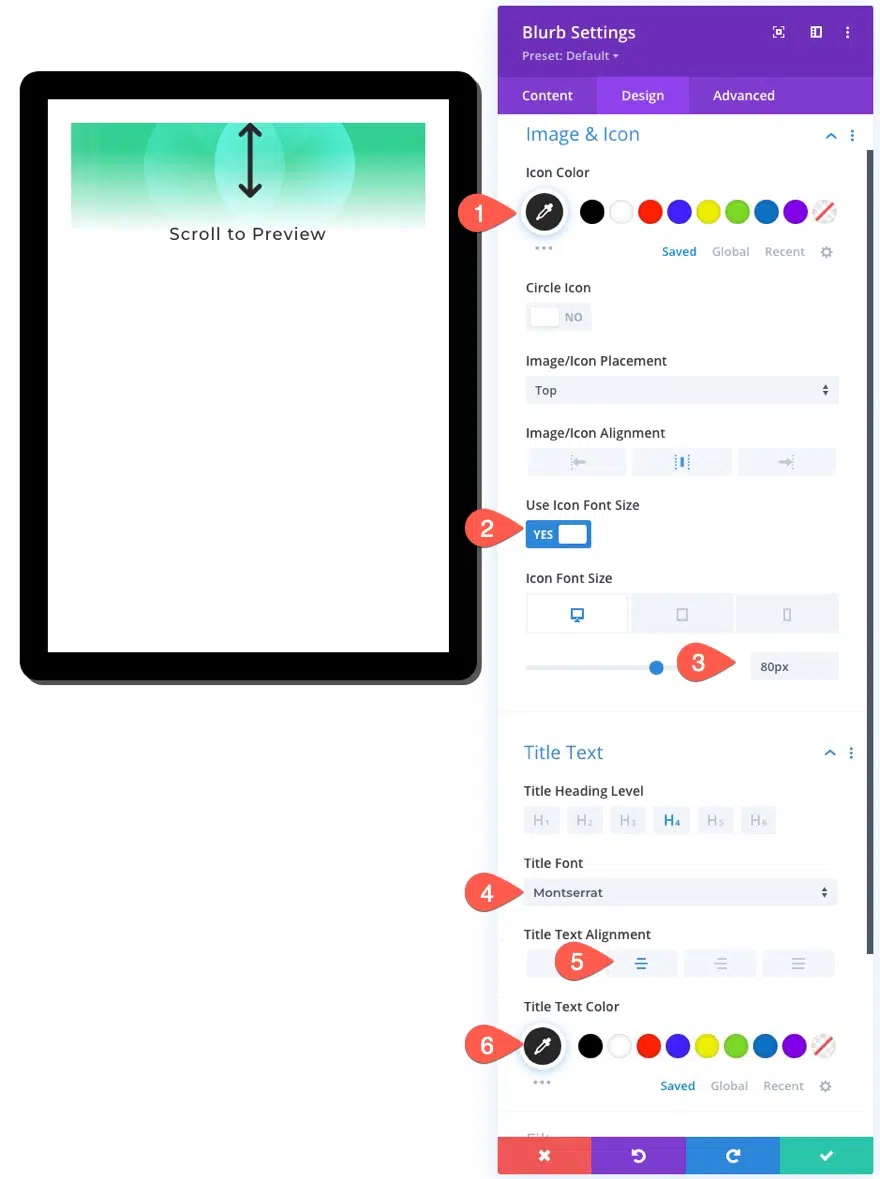 Blurb Settings
Preset: Default
Content Design Advanced
Scroll to Preview
Image & Icon
Icon Color
1
Saved Global Recent
Circle Icon
NO
Image/Icon Placement
Top
Image/Icon Alignment
Use Icon Font Size
2 YES
Icon Font Size
3 80px
Title Text
Title Heading Level
H1 H2 H3 H4 H5 H6
Title Font
4 Montserrat
Title Text Alignment
5
Title Text Color
6
Saved Global Recent